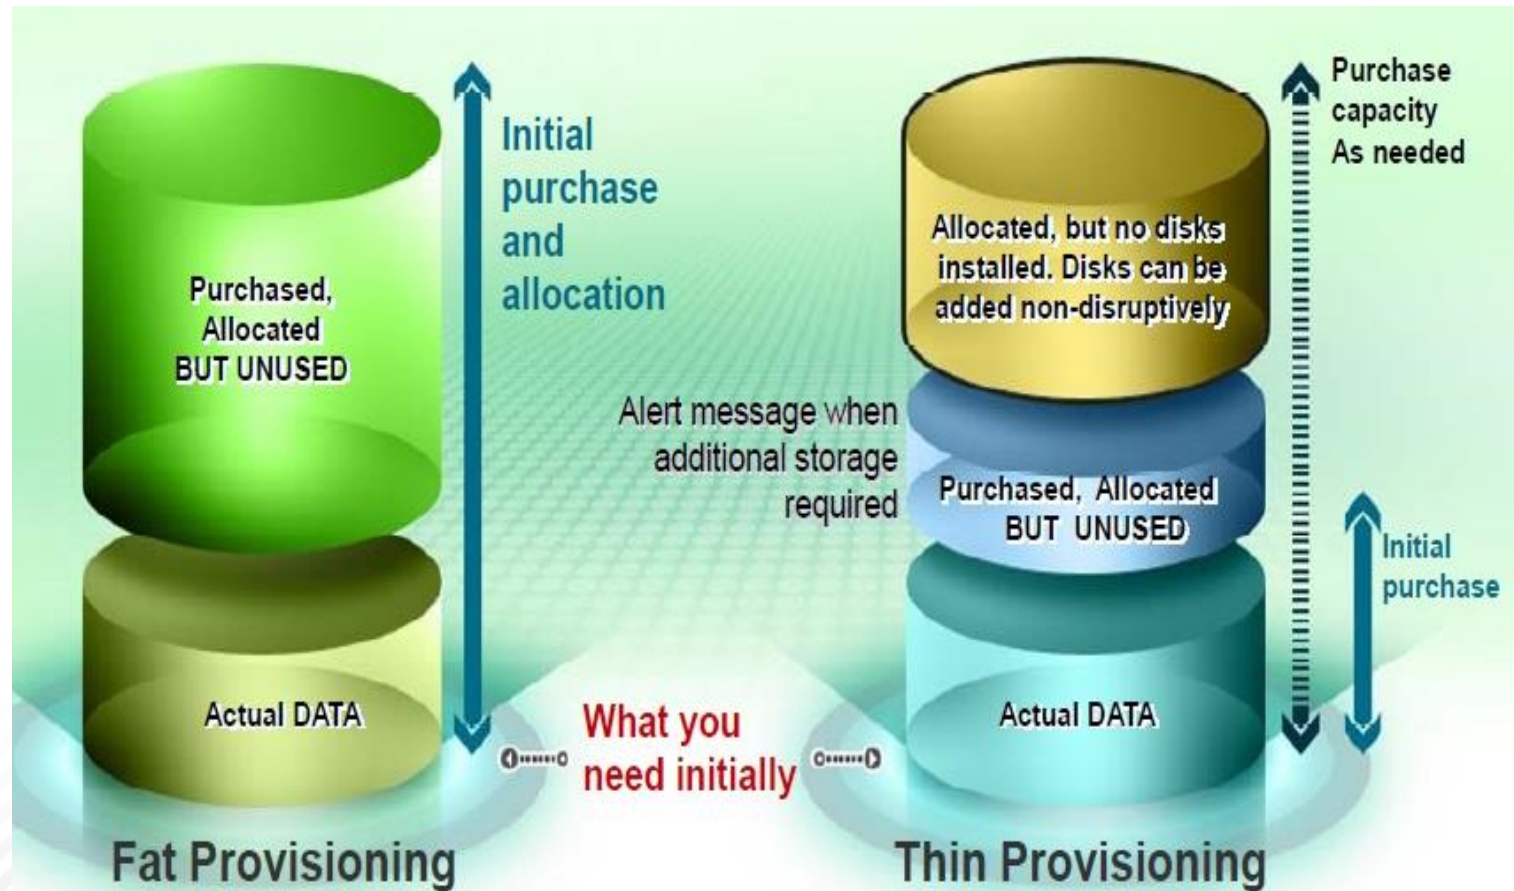 Initial
purchase
and
allocation
Purchased,
Allocated
BUT UNUSED
Actual DATA
Fat Provisioning
What you
need initially
Alert message when
additional storage
required
Allocated, but no disks
installed. Disks can be
added non-disruptively
Purchased, Allocated
BUT UNUSED
Actual DATA
Thin Provisioning
Purchase
capacity
As needed
Initial
purchase